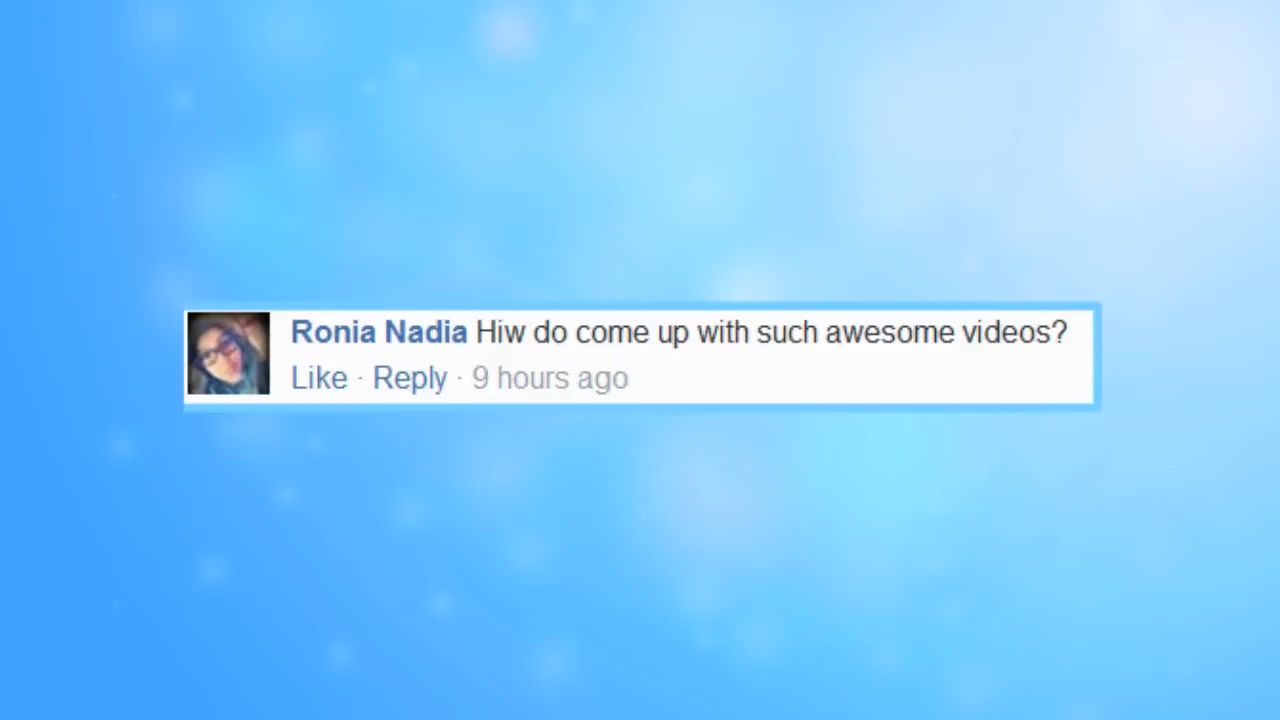 Ronia Nadia Hiw do come up with such awesome videos?
Like · Reply · 9 hours ago